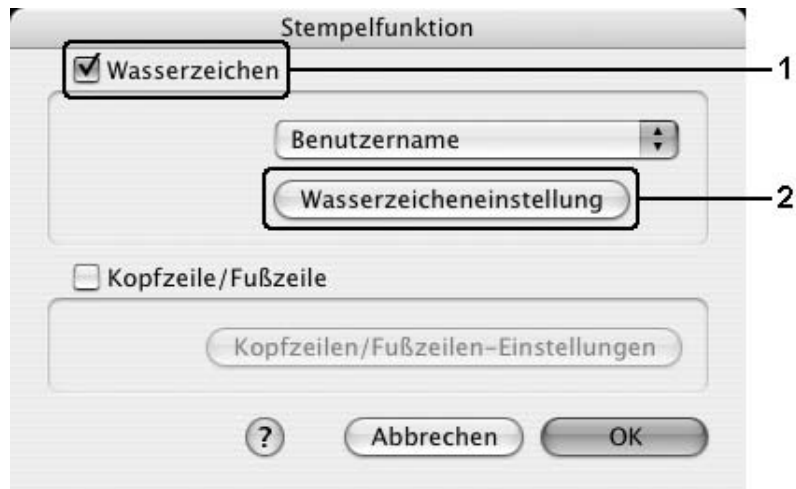 Stempelfunktion
Wasserzeichen
1
Benutzername
Wasserzeicheneinstellung
2
Kopfzeile/Fußzeile
Kopfzeilen/Fußzeilen-Einstellungen
? Abbrechen OK